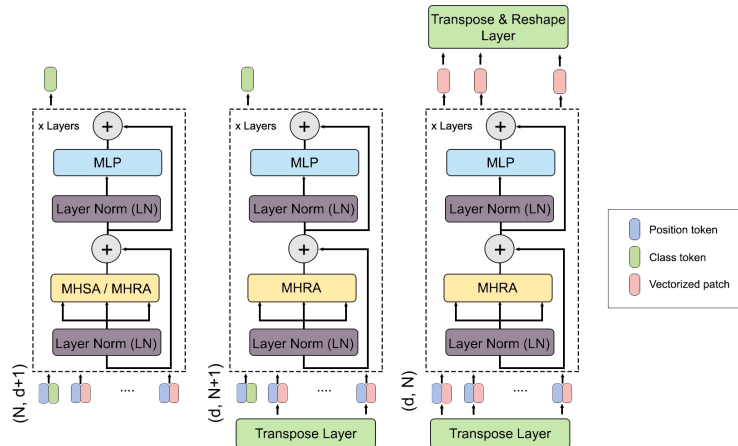 Transpose & Reshape
Layer
x Layers
+
MLP
Layer Norm (LN)
+
MHSA / MHRA
Layer Norm (LN)
(N, d+1)
....
x Layers
+
MLP
Layer Norm (LN)
+
MHRA
Layer Norm (LN)
(d, N+1)
....
Transpose Layer
x Layers
+
MLP
Layer Norm (LN)
+
MHRA
Layer Norm (LN)
(d, N)
....
Transpose Layer
Position token
Class token
Vectorized patch